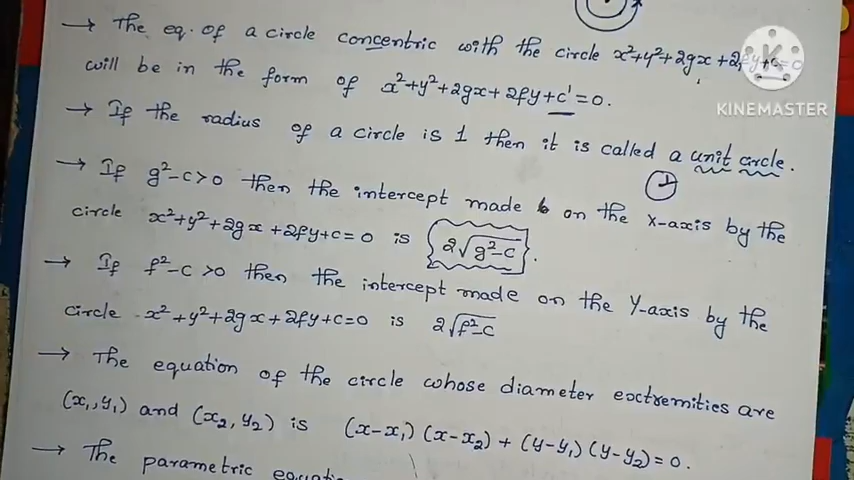 → The eq. of a circle concentric with the circle x²+y²+2gx+2fy+c=0
will be in the form of x²+y²+2gx+2fy+c'=0.
→ If the radius of a circle is 1 then it is called a unit circle.
→ If g²-c>0 then the intercept made on the X-axis by the
circle x²+y²+2gx+2fy+c=0 is 2√g²-c.
→ If f²-c>0 then the intercept made on the Y-axis by the
circle x²+y²+2gx+2fy+c=0 is 2√f²-c
→ The equation of the circle whose diameter extremities are
(x₁,y₁) and (x₂,y₂) is (x-x₁)(x-x₂)+(y-y₁)(y-y₂)=0.
→ The parametric
KINEMASTER